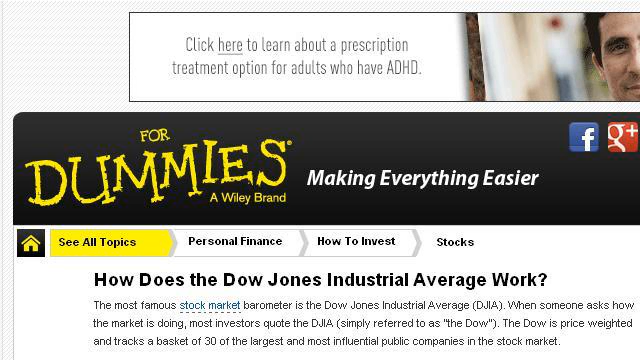 Click here to learn about a prescription
treatment option for adults who have ADHD.
FOR
DUMMIES®
A Wiley Brand
Making Everything Easier
f
g+
See All Topics
Personal Finance
How To Invest
Stocks
How Does the Dow Jones Industrial Average Work?
The most famous stock market barometer is the Dow Jones Industrial Average (DJIA). When someone asks how
the market is doing, most investors quote the DJIA (simply referred to as "the Dow"). The Dow is price weighted
and tracks a basket of 30 of the largest and most influential public companies in the stock market.